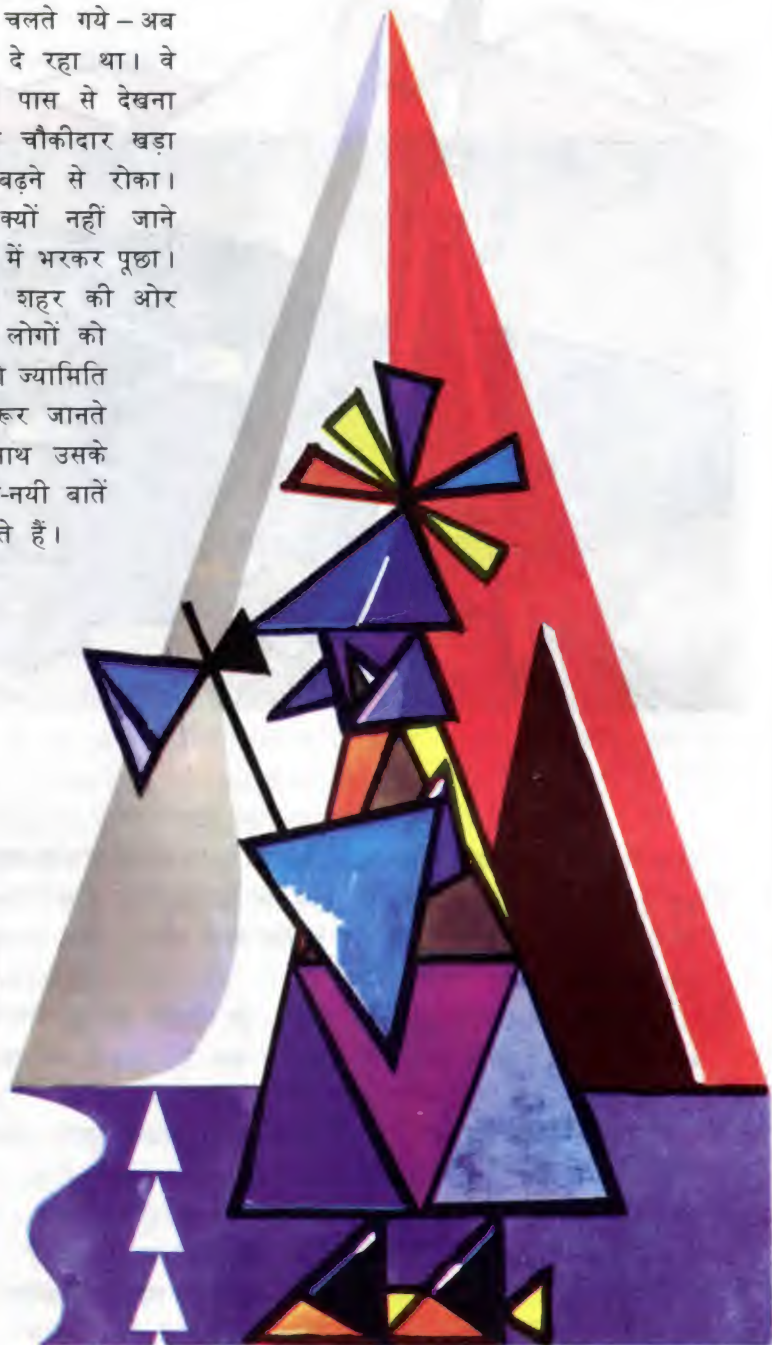 चलते गये – अब
दे रहा था। वे
पास से देखना
चौकीदार खड़ा
बढ़ने से रोका।
क्यों नहीं जाने
में भरकर पूछा।
शहर की ओर
लोगों को
ज्यामिति
जानते
उसके
नयी बातें
हैं।